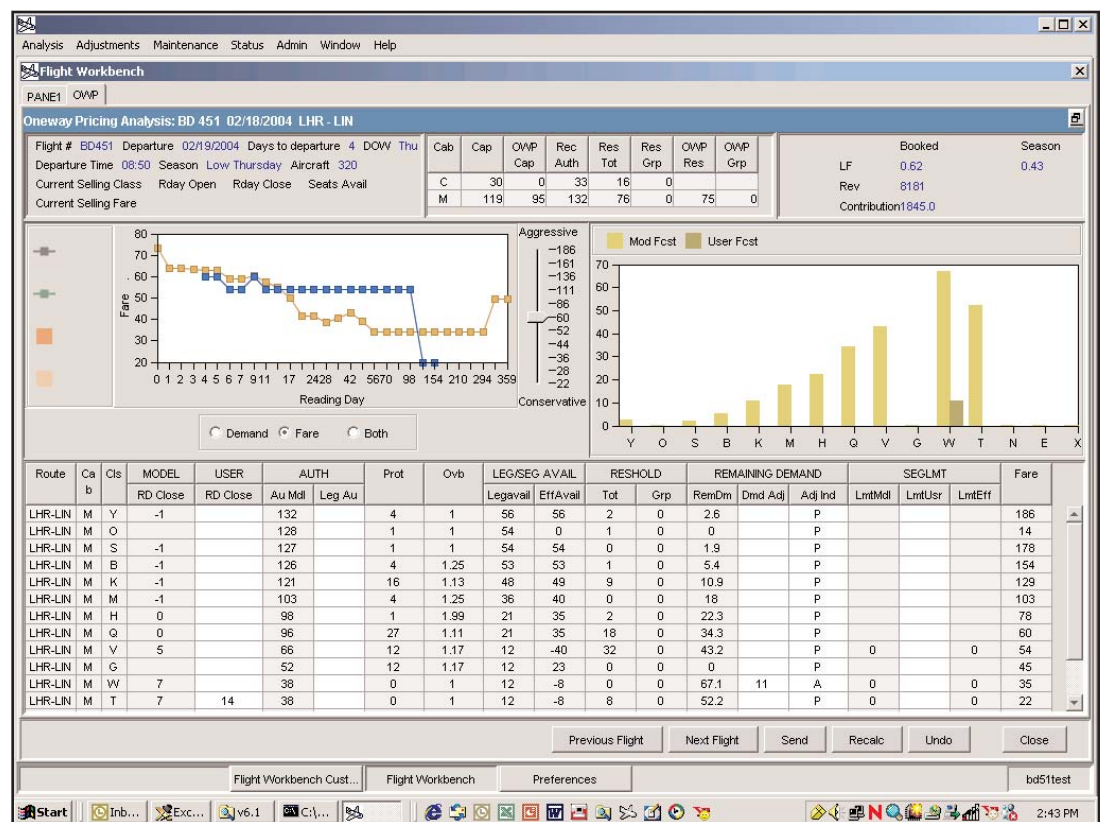 Analysis Adjustments Maintenance Status Admin Window Help
Flight Workbench
PANE1 OWP
Oneway Pricing Analysis: BD 451 02/18/2004 LHR - LIN
Flight # BD451 Departure 02/19/2004 Days to departure 4 DOW Thu
Departure Time 08:50 Season Low Thursday Aircraft 320
Current Selling Class Rday Open Rday Close Seats Avail
Current Selling Fare
Cab Cap OWP Cap Rec Auth Res Tot Res Grp OWP Res OWP Grp
C 30 0 33 16 0
M 119 95 132 76 0 75 0
Booked Season
LF 0.62 0.43
Rev 8181
Contribution1845.0
80
70
60
50
40
30
20
Fare
0 1 2 3 4 5 6 7 9 11 17 2428 42 5670 98 154 210 294 359
Reading Day
Demand Fare Both
Aggressive
186
161
136
111
86
60
52
44
36
28
22
Conservative
Mod Fcst User Fcst
70
60
50
40
30
20
10
0
Y O S B K M H Q V G W T N E X
Route Cab Cls MODEL USER AUTH Prot Ovb LEG/SEG AVAIL RESHOLD REMAINING DEMAND SEGLMT Fare
RD Close RD Close Au Mdl Leg Au Legavail EffAvail Tot Grp RemDm Dmd Adj Adj Ind LmtMdl LmtUsr LmtEff
LHR-LIN M Y -1 132 4 1 56 56 2 0 2.6 P 186
LHR-LIN M O 128 1 1 54 0 1 0 0 P 14
LHR-LIN M S -1 127 1 1 54 54 0 0 1.9 P 178
LHR-LIN M B -1 126 4 1.25 53 53 1 0 5.4 P 154
LHR-LIN M K -1 121 16 1.13 48 49 9 0 10.9 P 129
LHR-LIN M M -1 103 4 1.25 36 40 0 0 18 P 103
LHR-LIN M H 0 98 1 1.99 21 35 2 0 22.3 P 78
LHR-LIN M Q 0 96 27 1.11 21 35 18 0 34.3 P 60
LHR-LIN M V 5 66 12 1.17 12 -40 32 0 43.2 P 0 0 54
LHR-LIN M G 52 12 1.17 12 23 0 0 0 P 45
LHR-LIN M W 7 38 0 1 12 -8 0 0 67.1 11 A 0 0 35
LHR-LIN M T 7 14 38 0 1 12 -8 8 0 52.2 P 0 0 22
Previous Flight Next Flight Send Recalc Undo Close
Flight Workbench Cust... Flight Workbench Preferences bd51test
Start Inb... Exc... v6.1 C:\... 2:43 PM